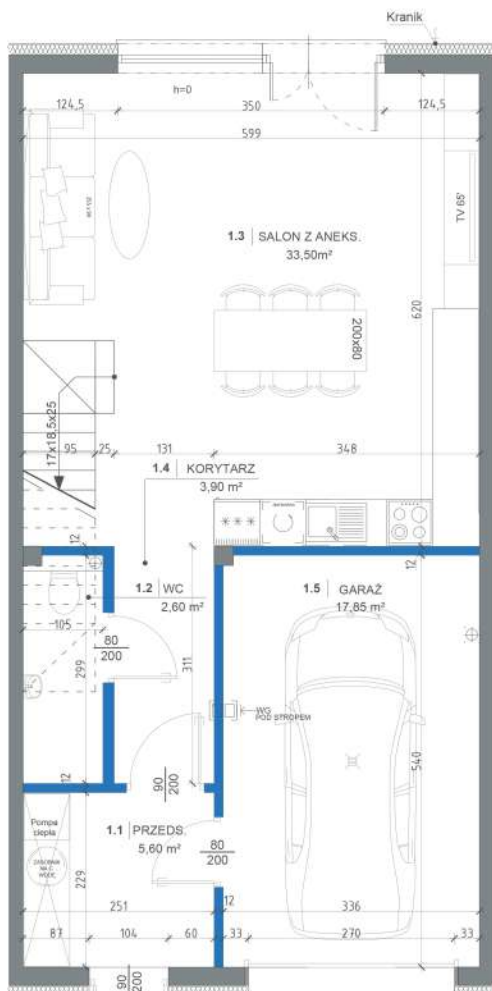 Kranik
h=0
124,5
350
124,5
599
TV 65'
1.3 | SALON Z ANEKS.
33,50m²
620
200x80
17x18,5x25
95
25
131
348
1.4 | KORYTARZ
3,90 m²
12
12
1.2 | WC
2,60 m²
1.5 | GARAŻ
17,85 m²
105
80
200
299
311
WG
POD STROPEM
540
12
90
200
Pompa
ciepła
1.1 | PRZEDS.
5,60 m²
80
200
229
251
12
336
87
104
60
33
270
33
90
200